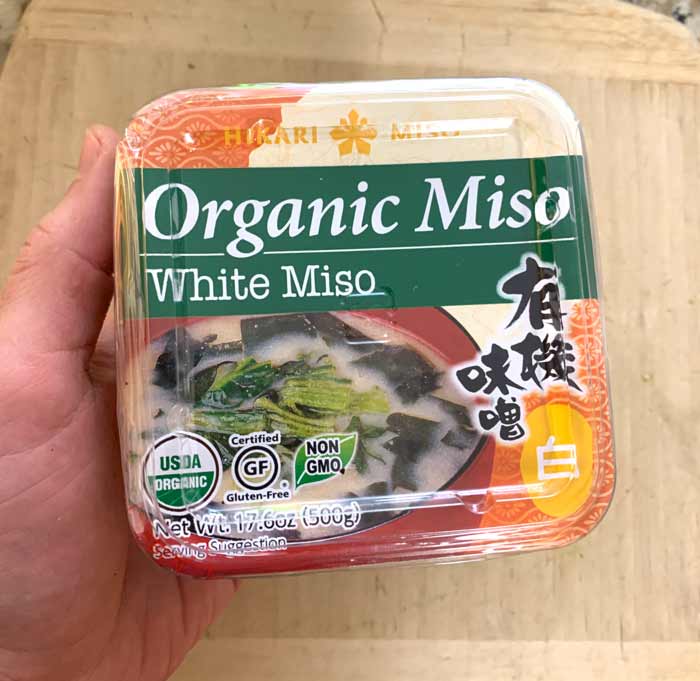 HIKARI MISO
Organic Miso
White Miso
有機
味噌
白
USDA
ORGANIC
Certified
GF
Gluten-Free
NON
GMO
Net Wt. 17.6oz (500g)
Serving Suggestion